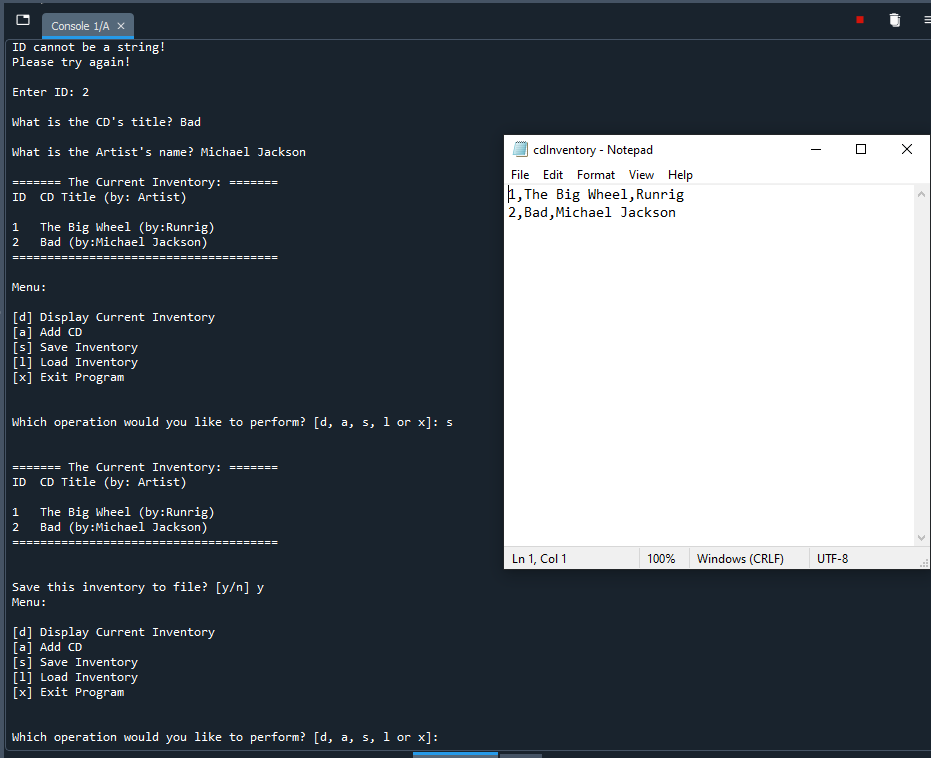 Console 1/A ×
ID cannot be a string!
Please try again!
Enter ID: 2
What is the CD's title? Bad
What is the Artist's name? Michael Jackson
======= The Current Inventory: =======
ID  CD Title (by: Artist)
1   The Big Wheel (by:Runrig)
2   Bad (by:Michael Jackson)
======================================
Menu:
[d] Display Current Inventory
[a] Add CD
[s] Save Inventory
[l] Load Inventory
[x] Exit Program
Which operation would you like to perform? [d, a, s, l or x]: s
======= The Current Inventory: =======
ID  CD Title (by: Artist)
1   The Big Wheel (by:Runrig)
2   Bad (by:Michael Jackson)
======================================
Save this inventory to file? [y/n] y
Menu:
[d] Display Current Inventory
[a] Add CD
[s] Save Inventory
[l] Load Inventory
[x] Exit Program
Which operation would you like to perform? [d, a, s, l or x]:
cdInventory - Notepad
File Edit Format View Help
1,The Big Wheel,Runrig
2,Bad,Michael Jackson
Ln 1, Col 1 100% Windows (CRLF) UTF-8